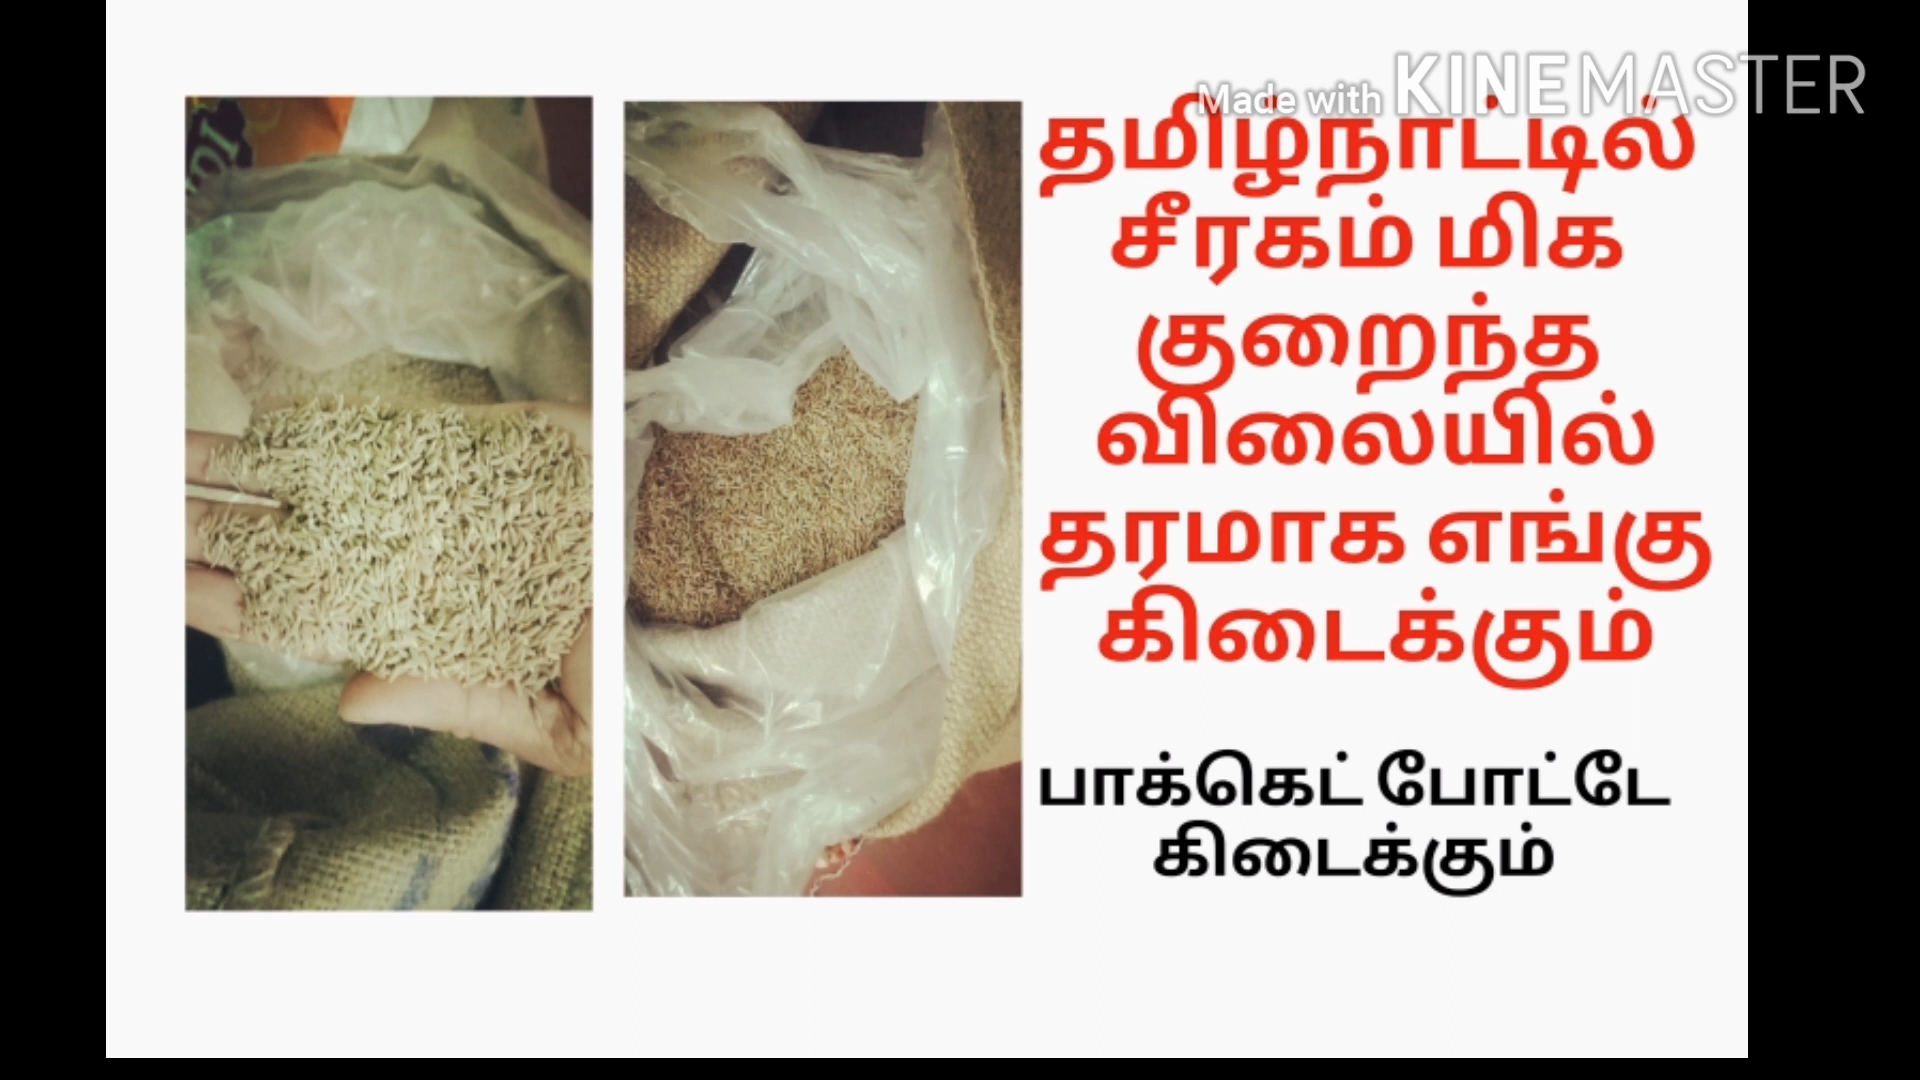 Made with KINEMASTER
தமிழ்நாட்டில்
சீரகம் மிக
குறைந்த
விலையில்
தரமாக எங்கு
கிடைக்கும்
பாக்கெட் போட்டே
கிடைக்கும்